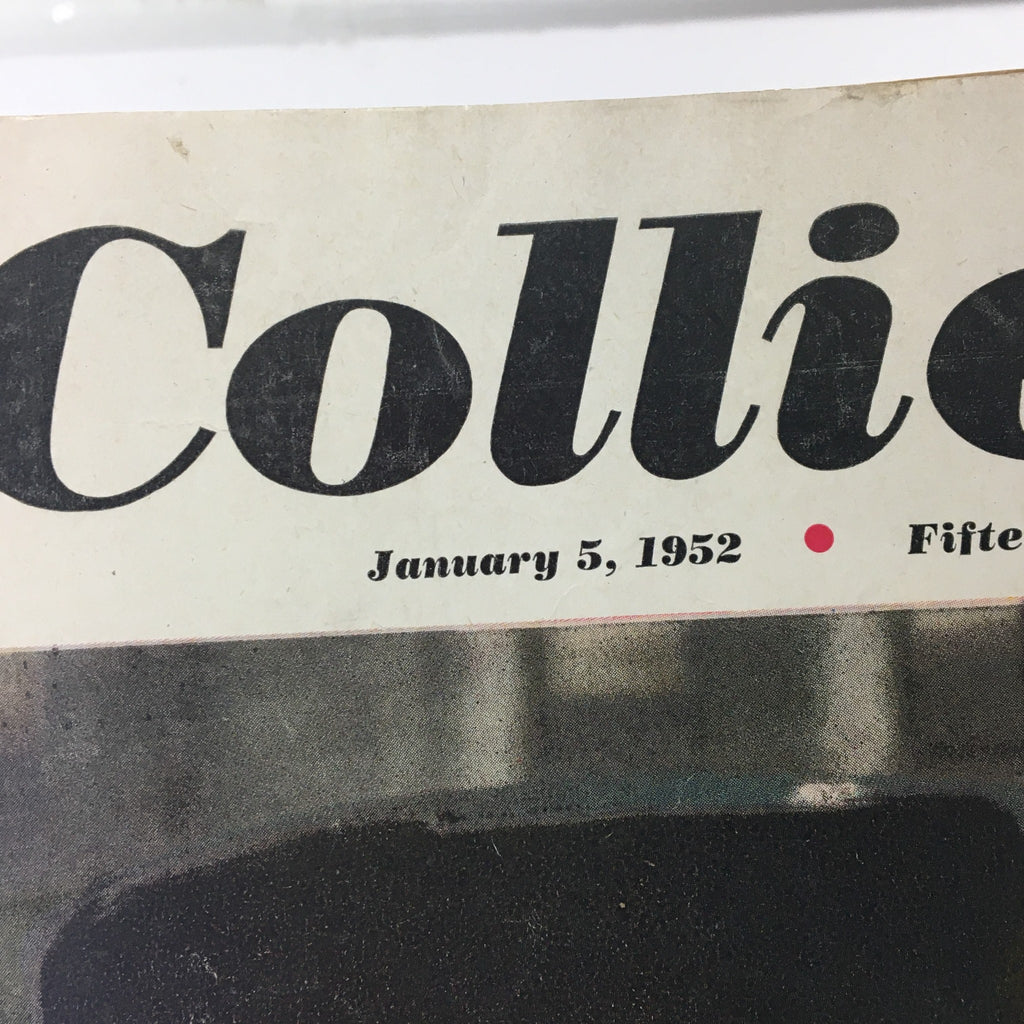 Collie
January 5, 1952 • Fifte